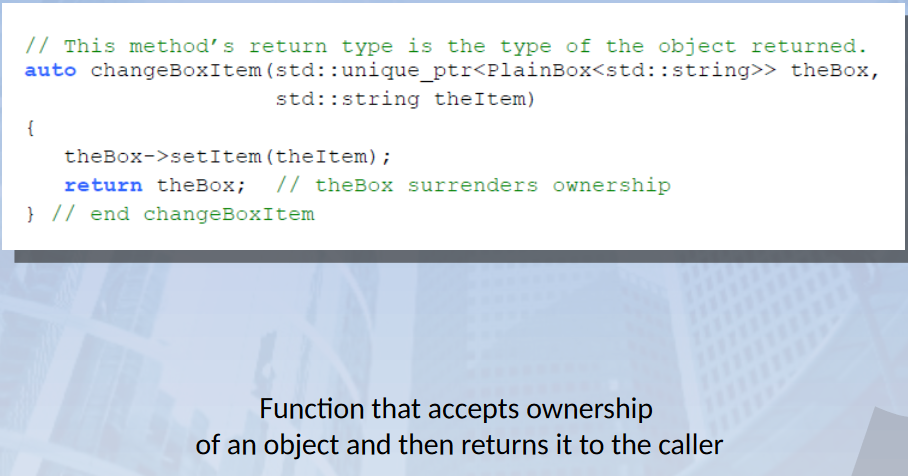 // This method’s return type is the type of the object returned.
auto changeBoxItem(std::unique_ptr<PlainBox<std::string>> theBox,
                   std::string theItem)
{
   theBox->setItem(theItem);
   return theBox;  // theBox surrenders ownership
} // end changeBoxItem
Function that accepts ownership
of an object and then returns it to the caller